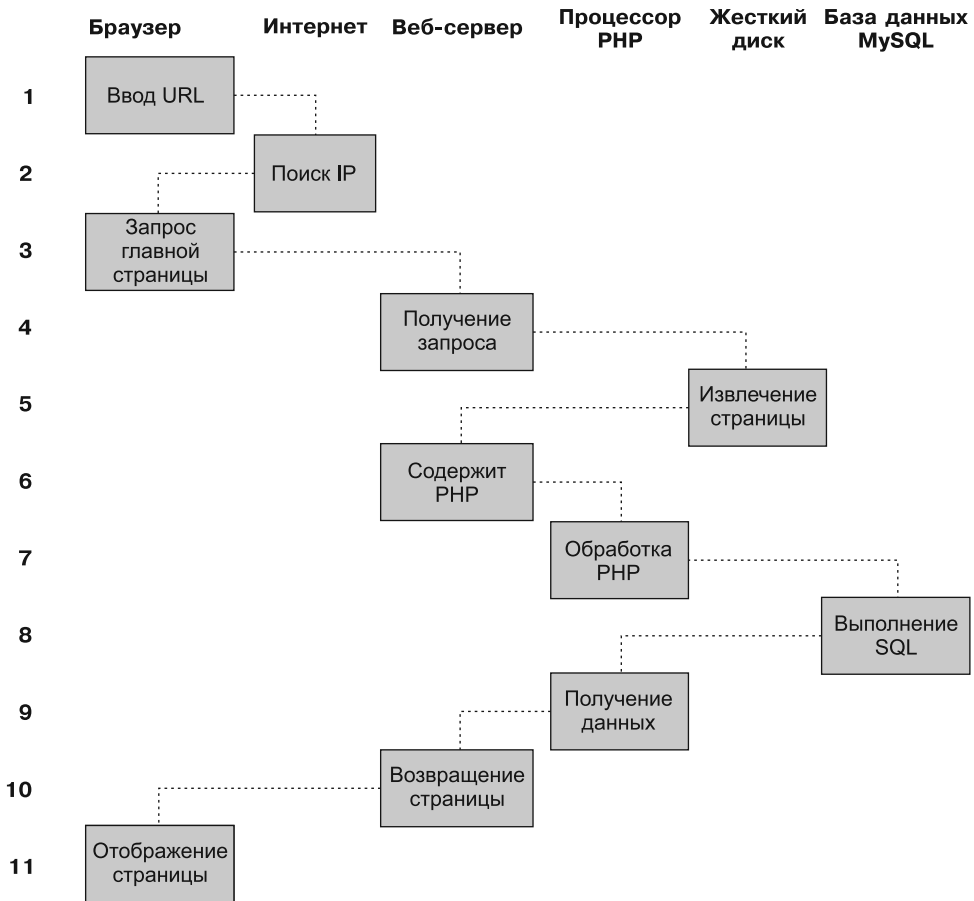 Браузер
Интернет
Веб-сервер
Процессор
PHP
Жесткий
диск
База данных
MySQL
1
Ввод URL
2
Поиск IP
3
Запрос
главной
страницы
4
Получение
запроса
5
Извлечение
страницы
6
Содержит
PHP
7
Обработка
PHP
8
Выполнение
SQL
9
Получение
данных
10
Возвращение
страницы
11
Отображение
страницы